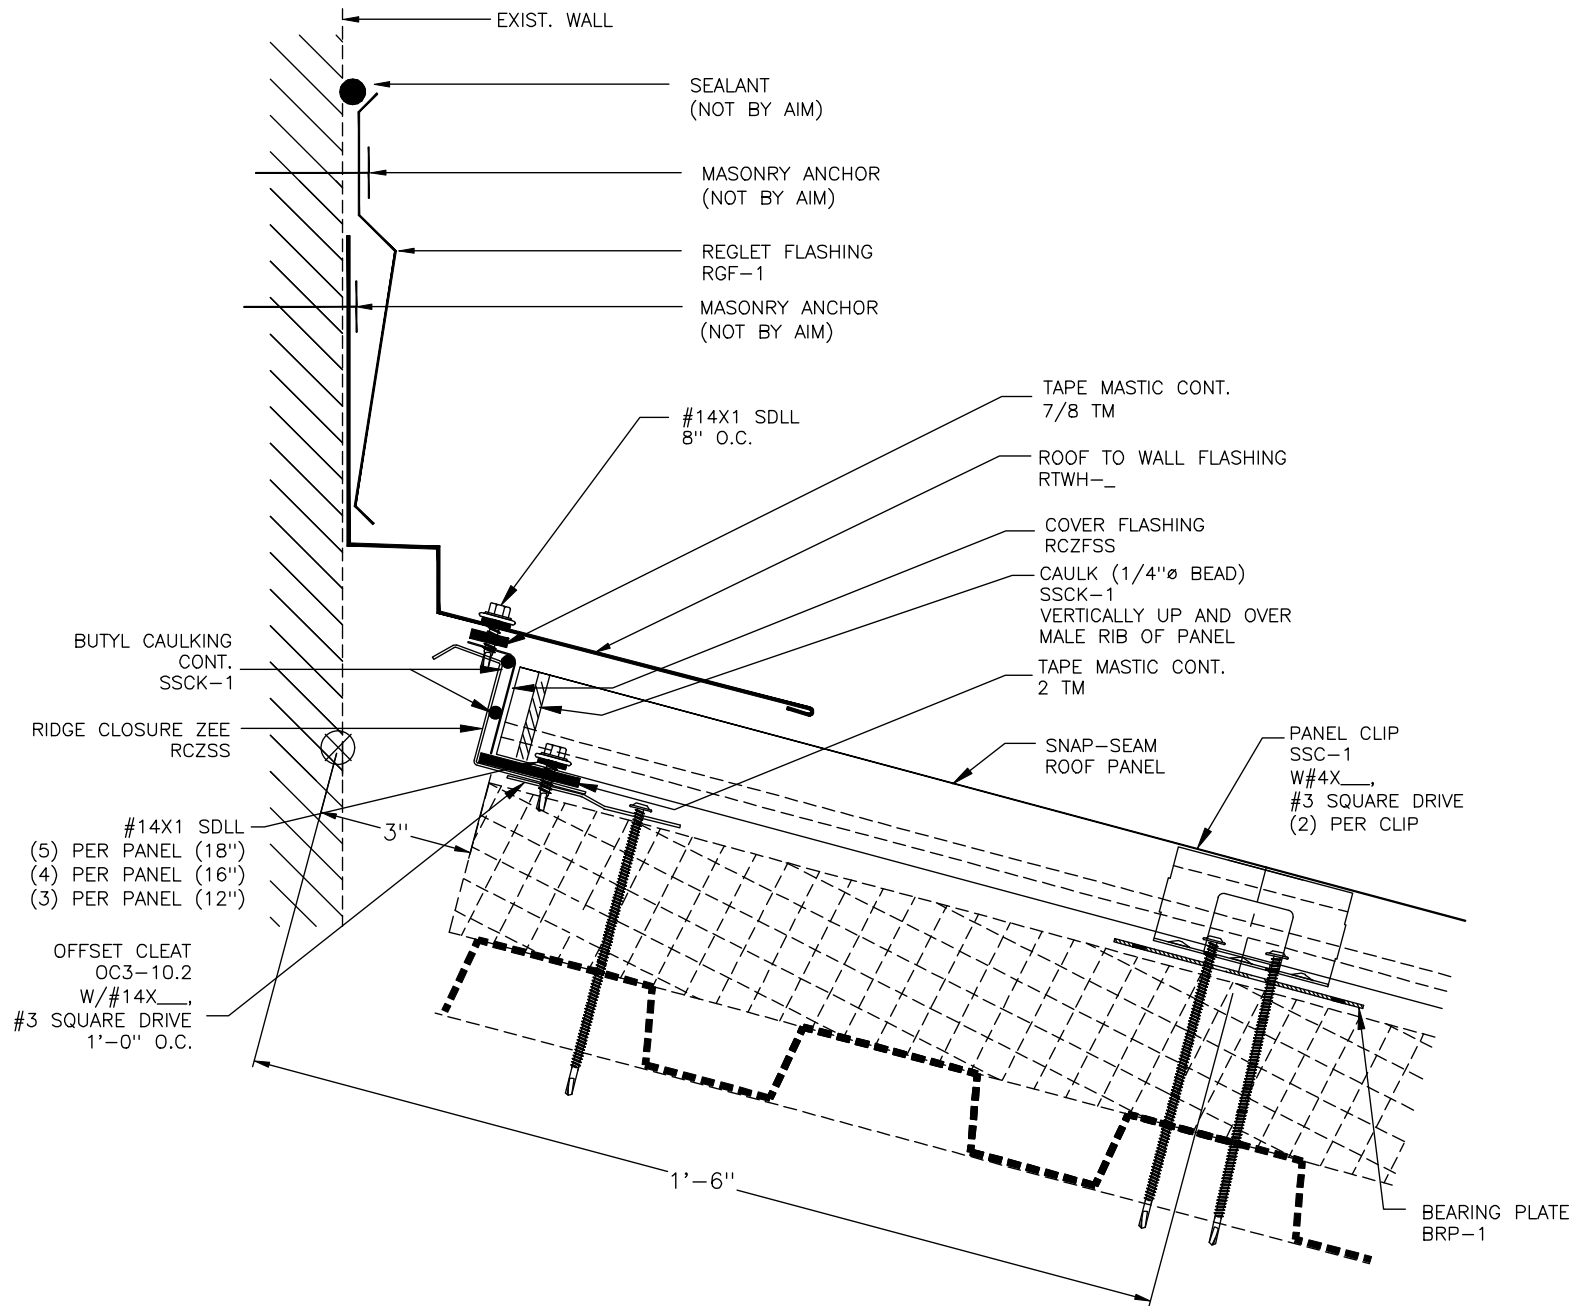 EXIST. WALL
SEALANT
(NOT BY AIM)
MASONRY ANCHOR
(NOT BY AIM)
REGLET FLASHING
RGF-1
MASONRY ANCHOR
(NOT BY AIM)
#14X1 SDLL
8" O.C.
TAPE MASTIC CONT.
7/8 TM
ROOF TO WALL FLASHING
RTWH-_
COVER FLASHING
RCZFSS
CAULK (1/4"ø BEAD)
SSCK-1
VERTICALLY UP AND OVER
MALE RIB OF PANEL
TAPE MASTIC CONT.
2 TM
SNAP-SEAM
ROOF PANEL
PANEL CLIP
SSC-1
W#4X___,
#3 SQUARE DRIVE
(2) PER CLIP
BUTYL CAULKING
CONT.
SSCK-1
RIDGE CLOSURE ZEE
RCZSS
#14X1 SDLL
(5) PER PANEL (18")
(4) PER PANEL (16")
(3) PER PANEL (12")
3"
OFFSET CLEAT
OC3-10.2
W/#14X___,
#3 SQUARE DRIVE
1'-0" O.C.
1'-6"
BEARING PLATE
BRP-1